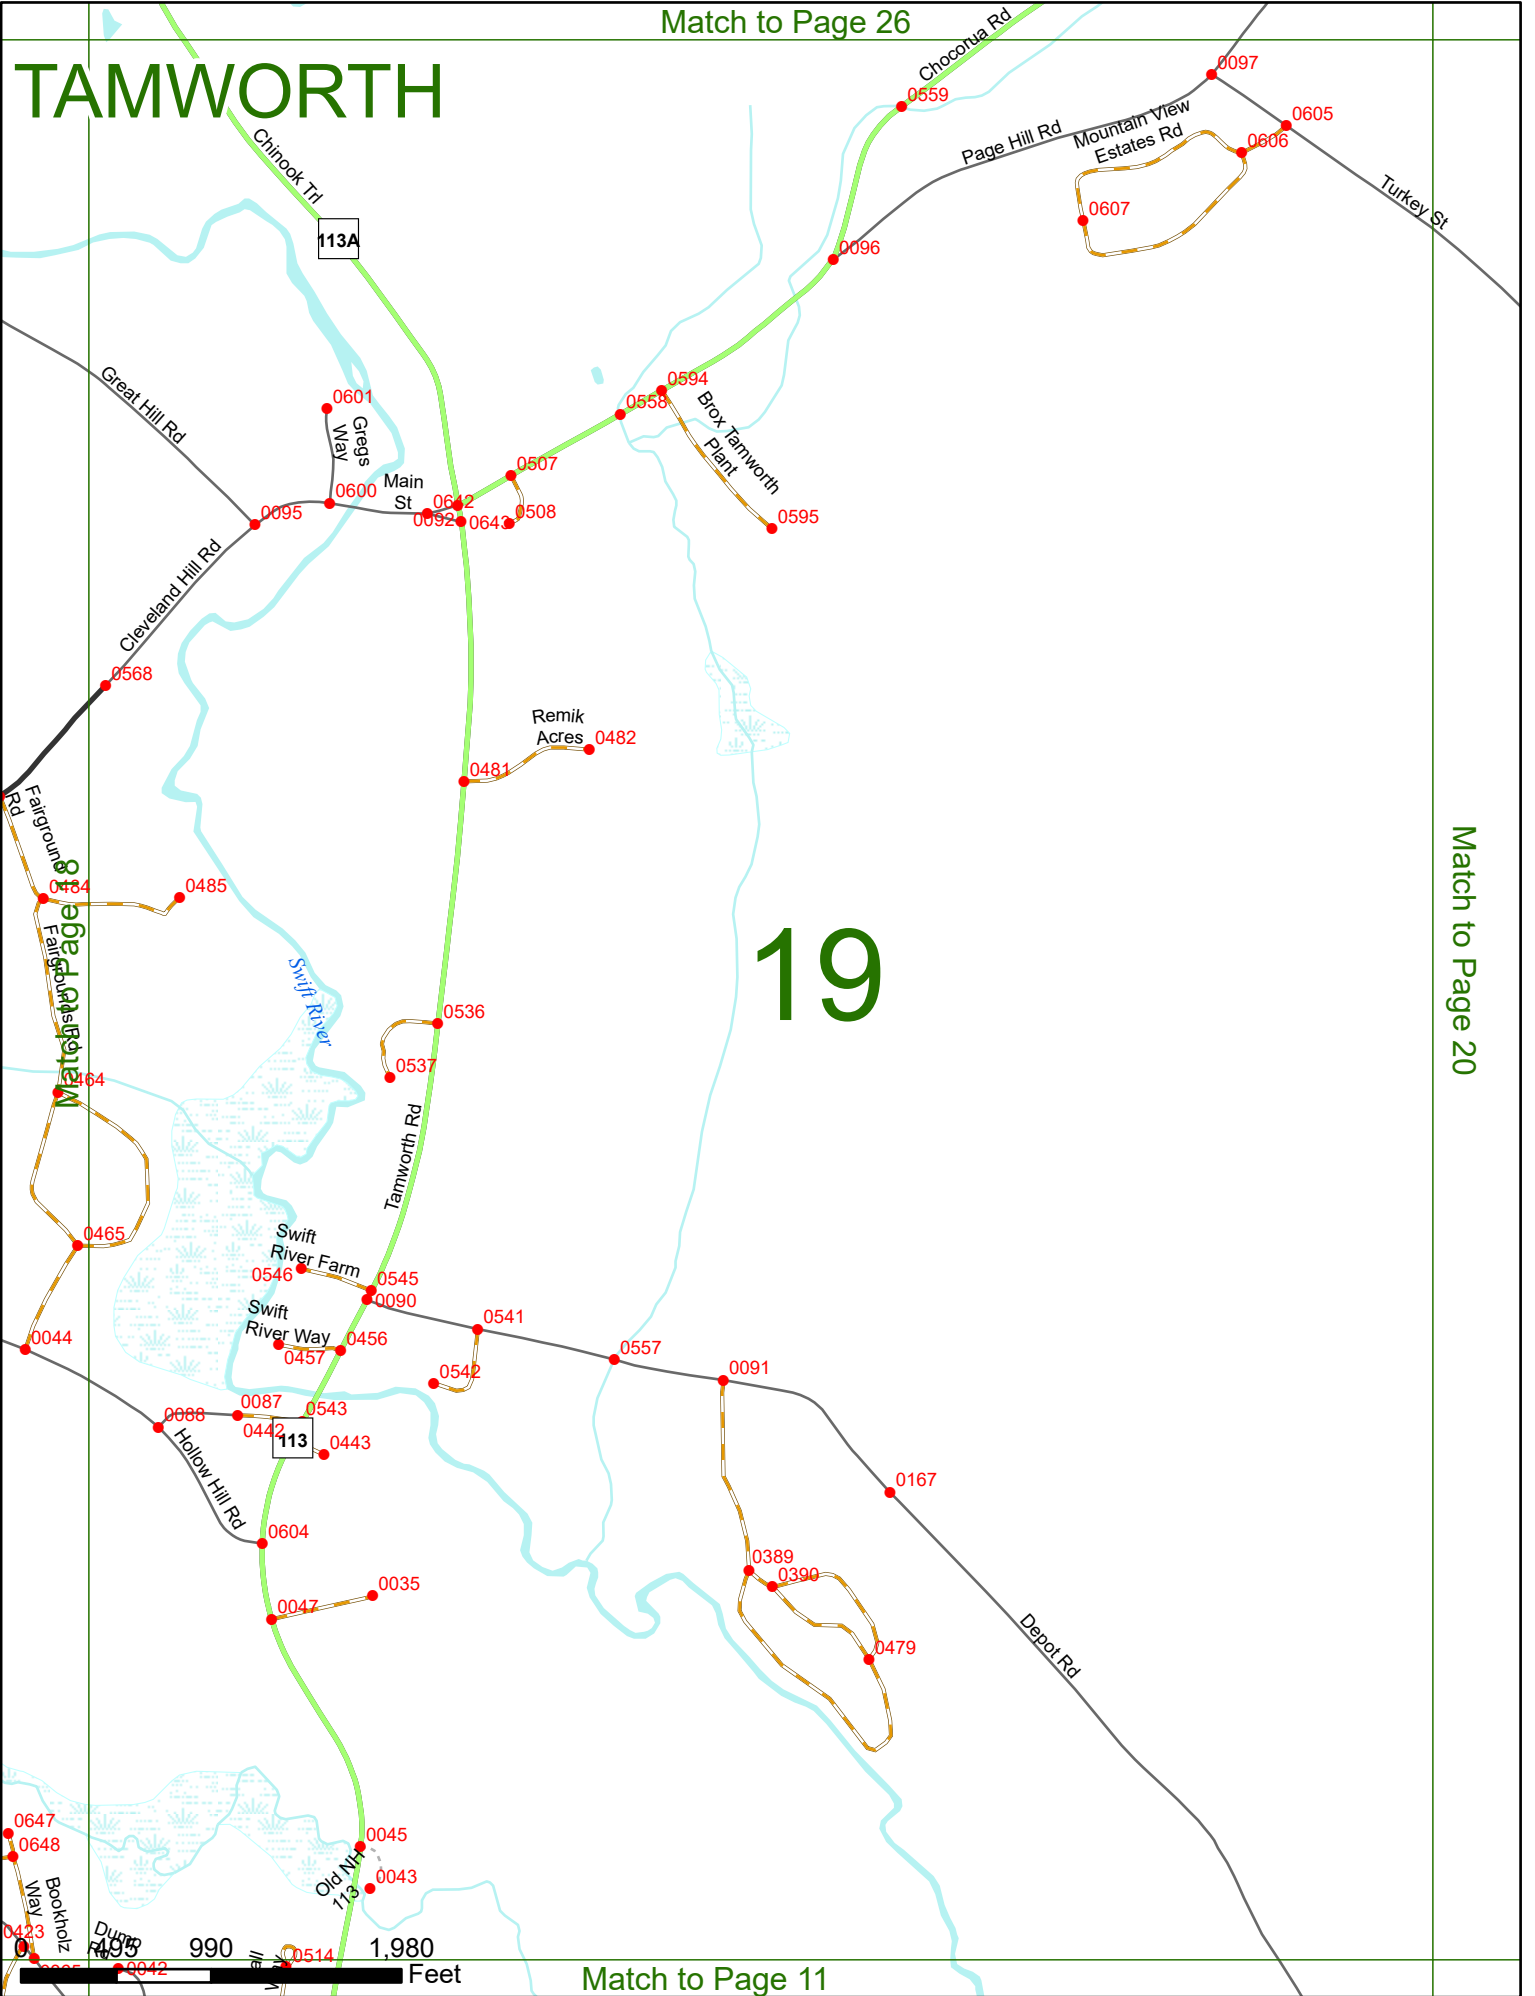 Match to Page 26
TAMWORTH
Chocorua Rd
0097
0559
0605
Mountain View
Estates Rd
Page Hill Rd
0606
Chinook Trl
Turkey St
0607
113A
0096
Great Hill Rd
0594
0601
Brox Tamworth
Plant
0558
Gregs
Way
0507
Main
St
0600
0642
0508
0092
0643
0095
0595
Cleveland Hill Rd
0568
Remik
Acres
0482
0481
Fairground
Rd
Match to Page 18
Match to Page 20
0484
0485
Fairgrounds Rd
19
Swift River
0536
0537
0464
Tamworth Rd
Swift
River Farm
0465
0546
0545
0090
Swift
River Way
0541
0456
0044
0457
0557
0542
0091
0087
0543
0088
0442
113
0443
Hollow Hill Rd
0167
0604
0389
0390
0035
0047
Depot Rd
0479
0647
0045
0648
Old NH
113
0043
Bookholz
Way
0423
Dump
0 495 990 1,980
Feet
0514
0042
Match to Page 11